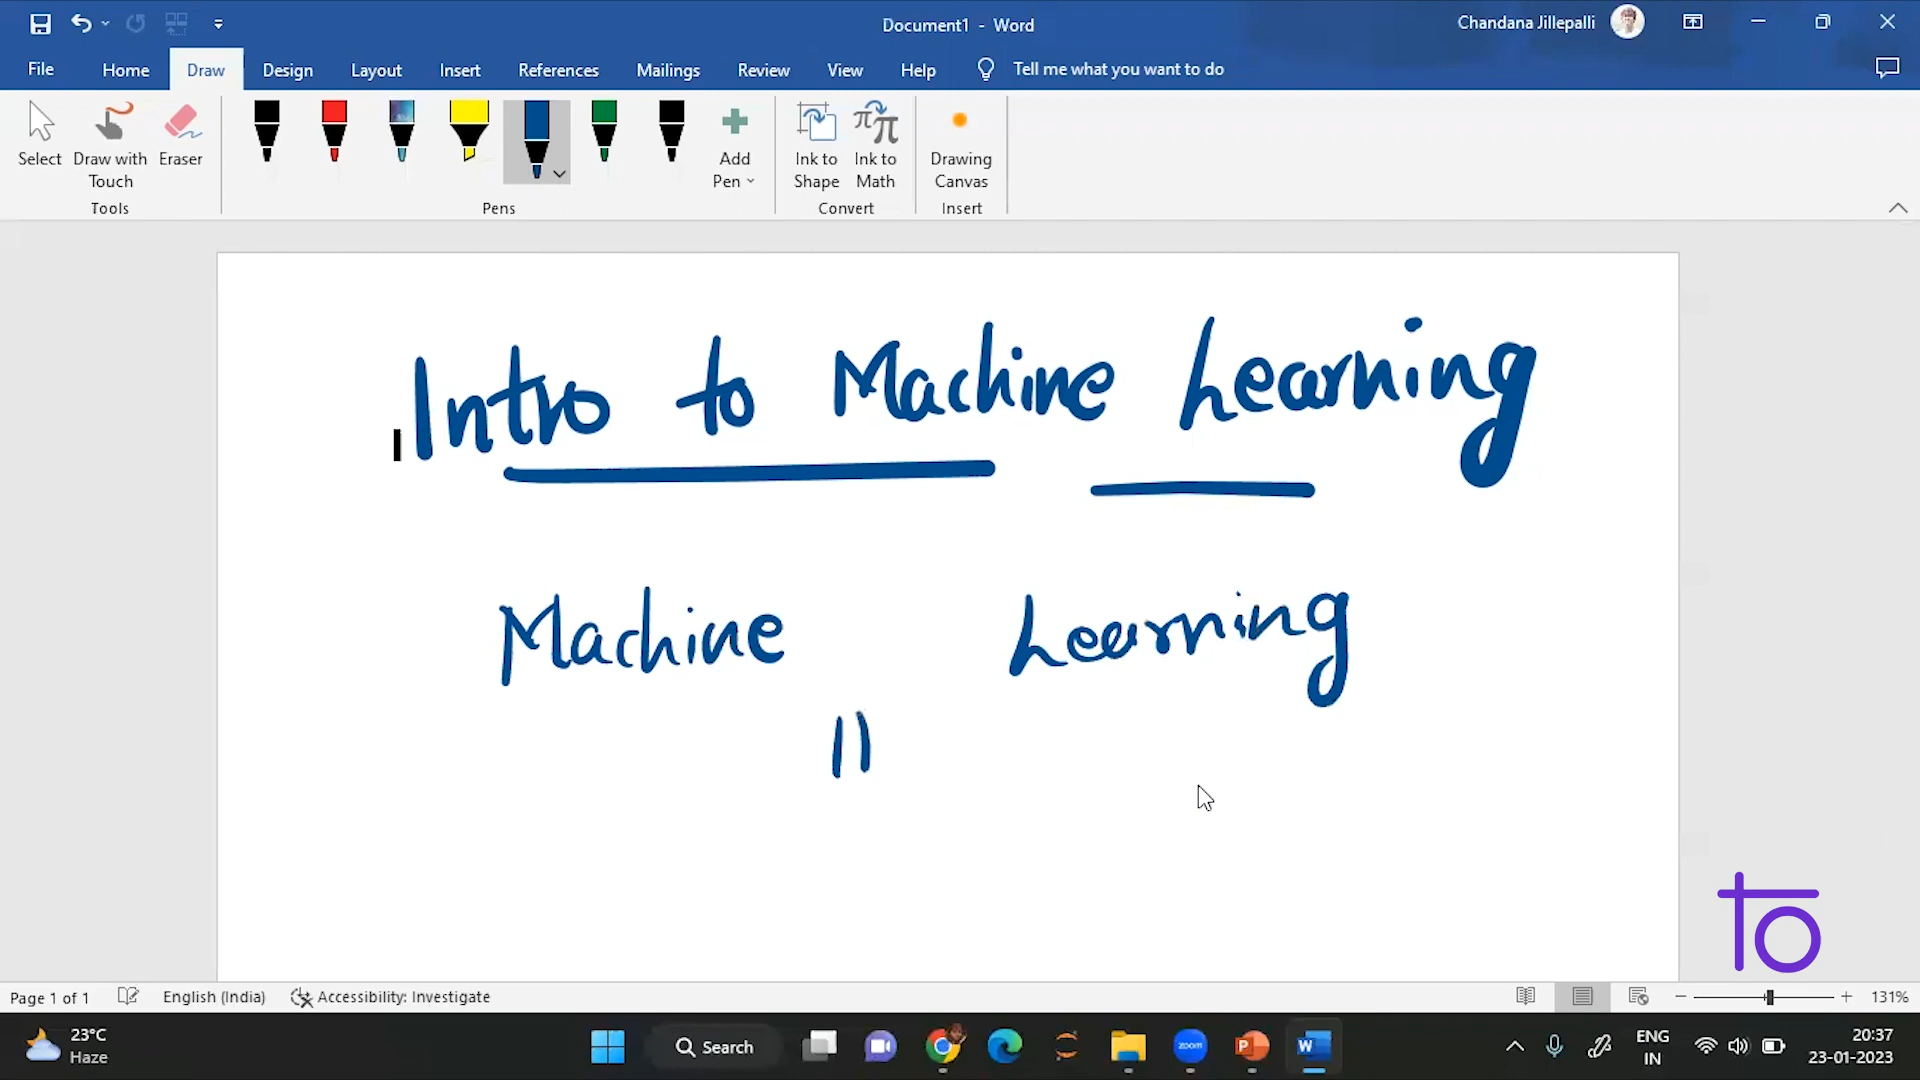 Document1 - Word
Chandana Jillepalli
File Home Draw Design Layout Insert References Mailings Review View Help Tell me what you want to do
Select Draw with Touch Eraser Add Pen Ink to Shape Ink to Math Drawing Canvas
Tools Pens Convert Insert
Intro to Machine Learning
Machine Learning
to
Page 1 of 1 English (India) Accessibility: Investigate 131%
23°C
Haze
Search
zoom
ENG
IN
20:37
23-01-2023